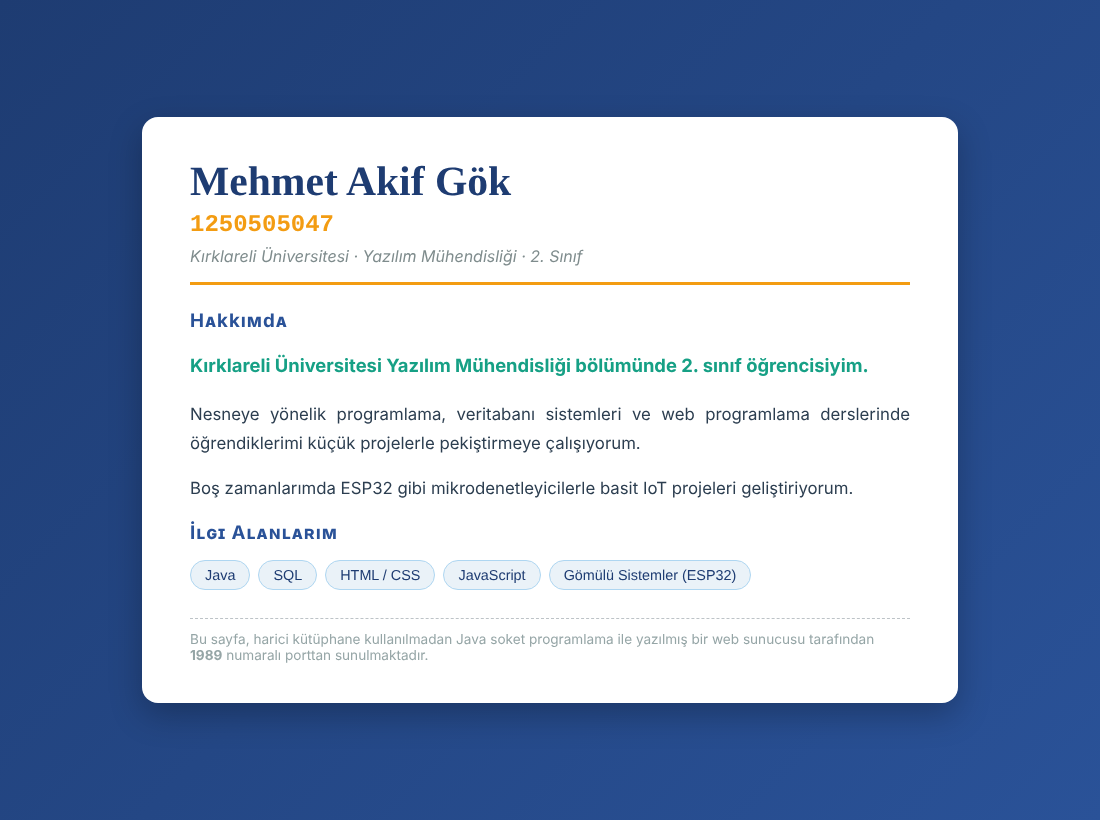 Mehmet Akif Gök
1250505047
Kırklareli Üniversitesi · Yazılım Mühendisliği · 2. Sınıf
Hakkımda
Kırklareli Üniversitesi Yazılım Mühendisliği bölümünde 2. sınıf öğrencisiyim.
Nesneye yönelik programlama, veritabanı sistemleri ve web programlama derslerinde
öğrendiklerimi küçük projelerle pekiştirmeye çalışıyorum.
Boş zamanlarımda ESP32 gibi mikrodenetleyicilerle basit IoT projeleri geliştiriyorum.
İlgı Alanlarım
Java
SQL
HTML / CSS
JavaScript
Gömülü Sistemler (ESP32)
Bu sayfa, harici kütüphane kullanılmadan Java soket programlama ile yazılmış bir web sunucusu tarafından
1989 numaralı porttan sunulmaktadır.